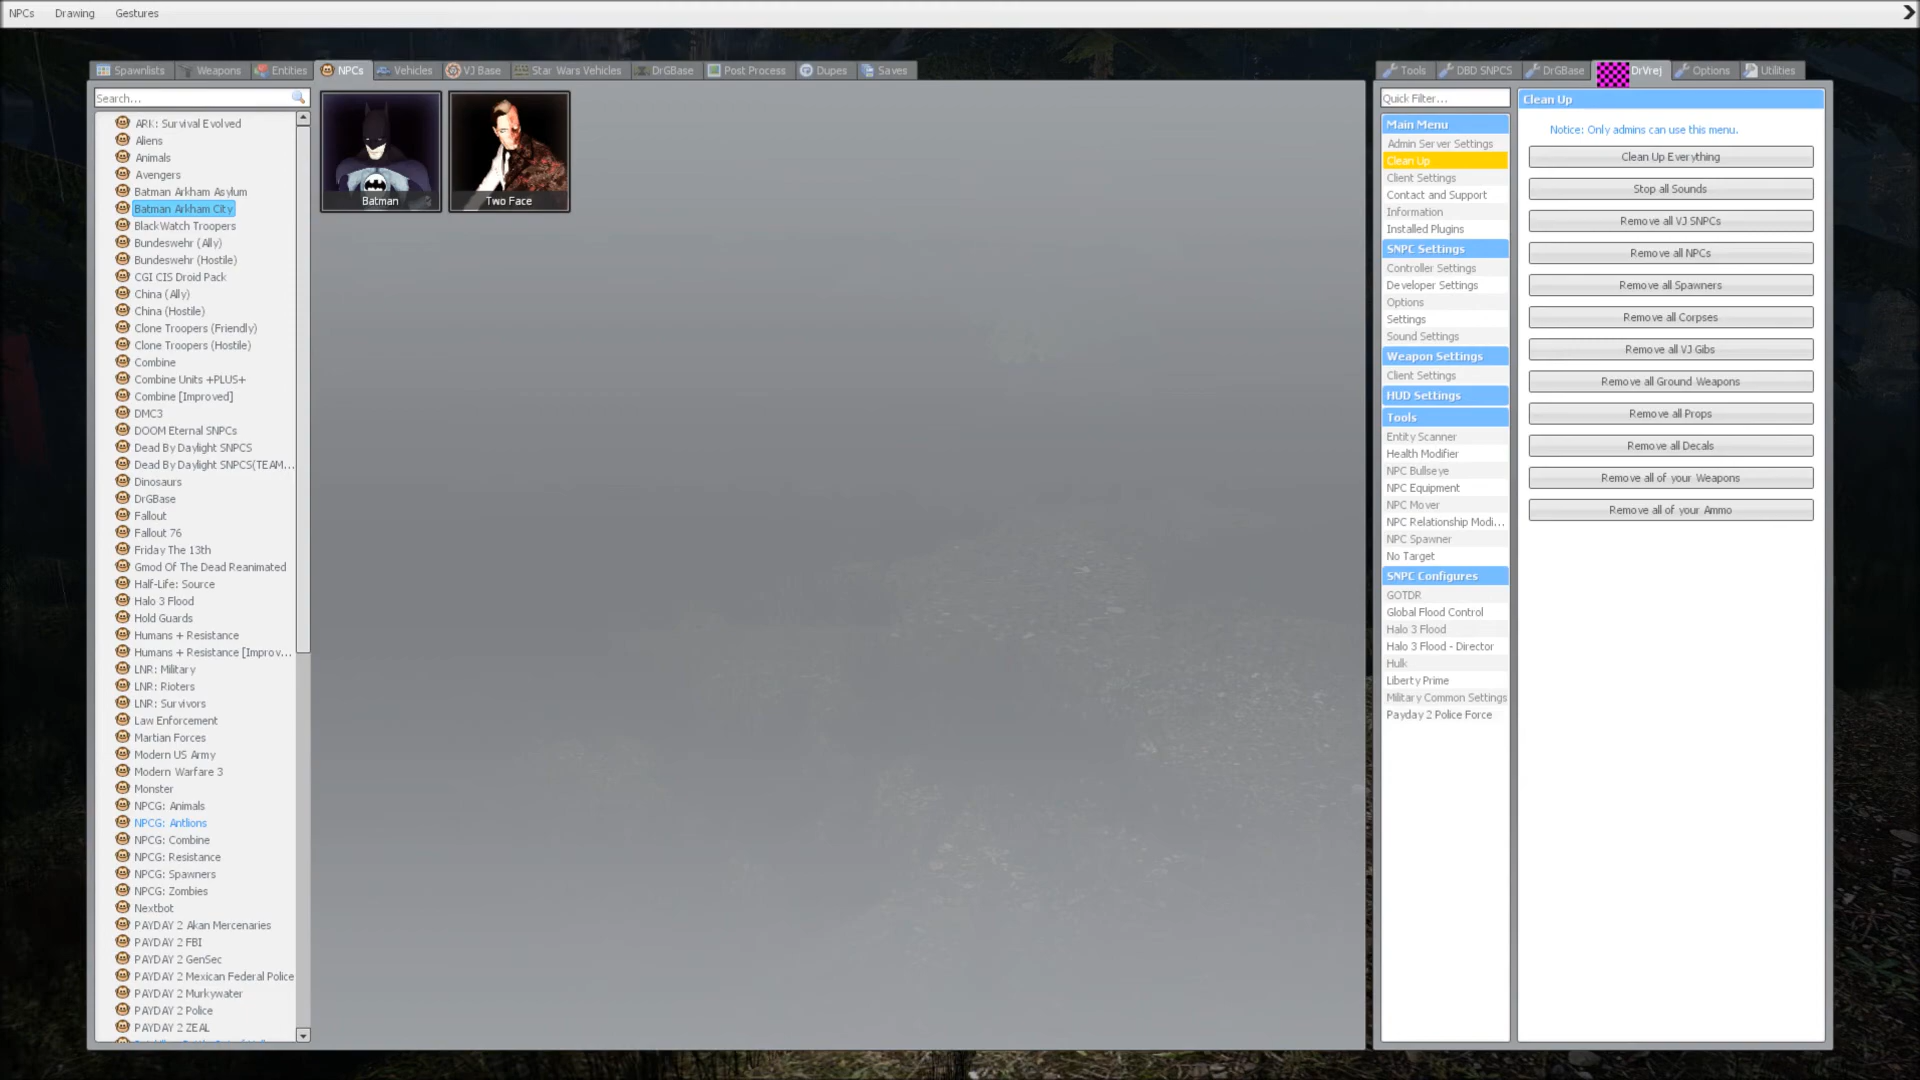 NPCs Drawing Gestures
Spawnlists Weapons Entities NPCs Vehicles VJ Base Star Wars Vehicles DrGBase Post Process Dupes Saves
Search...
ARK: Survival Evolved
Aliens
Animals
Avengers
Batman Arkham Asylum
Batman Arkham City
BlackWatch Troopers
Bundeswehr (Ally)
Bundeswehr (Hostile)
CGI CIS Droid Pack
China (Ally)
China (Hostile)
Clone Troopers (Friendly)
Clone Troopers (Hostile)
Combine
Combine Units +PLUS+
Combine [Improved]
DMC3
DOOM Eternal SNPCs
Dead By Daylight SNPCS
Dead By Daylight SNPCS(TEAM...
Dinosaurs
DrGBase
Fallout
Fallout 76
Friday The 13th
Gmod Of The Dead Reanimated
Half-Life: Source
Halo 3 Flood
Hold Guards
Humans + Resistance
Humans + Resistance [Improv...
LNR: Military
LNR: Rioters
LNR: Survivors
Law Enforcement
Martian Forces
Modern US Army
Modern Warfare 3
Monster
NPCG: Animals
NPCG: Antlions
NPCG: Combine
NPCG: Resistance
NPCG: Spawners
NPCG: Zombies
Nextbot
PAYDAY 2 Akan Mercenaries
PAYDAY 2 FBI
PAYDAY 2 GenSec
PAYDAY 2 Mexican Federal Police
PAYDAY 2 Murkywater
PAYDAY 2 Police
PAYDAY 2 ZEAL
Batman
Two Face
Tools DBD SNPCS DrGBase DrVrej Options Utilities
Quick Filter...
Main Menu
Admin Server Settings
Clean Up
Client Settings
Contact and Support
Information
Installed Plugins
SNPC Settings
Controller Settings
Developer Settings
Options
Settings
Sound Settings
Weapon Settings
Client Settings
HUD Settings
Tools
Entity Scanner
Health Modifier
NPC Bullseye
NPC Equipment
NPC Mover
NPC Relationship Modi...
NPC Spawner
No Target
SNPC Configures
GOTDR
Global Flood Control
Halo 3 Flood
Halo 3 Flood - Director
Hulk
Liberty Prime
Military Common Settings
Payday 2 Police Force
Clean Up
Notice: Only admins can use this menu.
Clean Up Everything
Stop all Sounds
Remove all VJ SNPCs
Remove all NPCs
Remove all Spawners
Remove all Corpses
Remove all VJ Gibs
Remove all Ground Weapons
Remove all Props
Remove all Decals
Remove all of your Weapons
Remove all of your Ammo